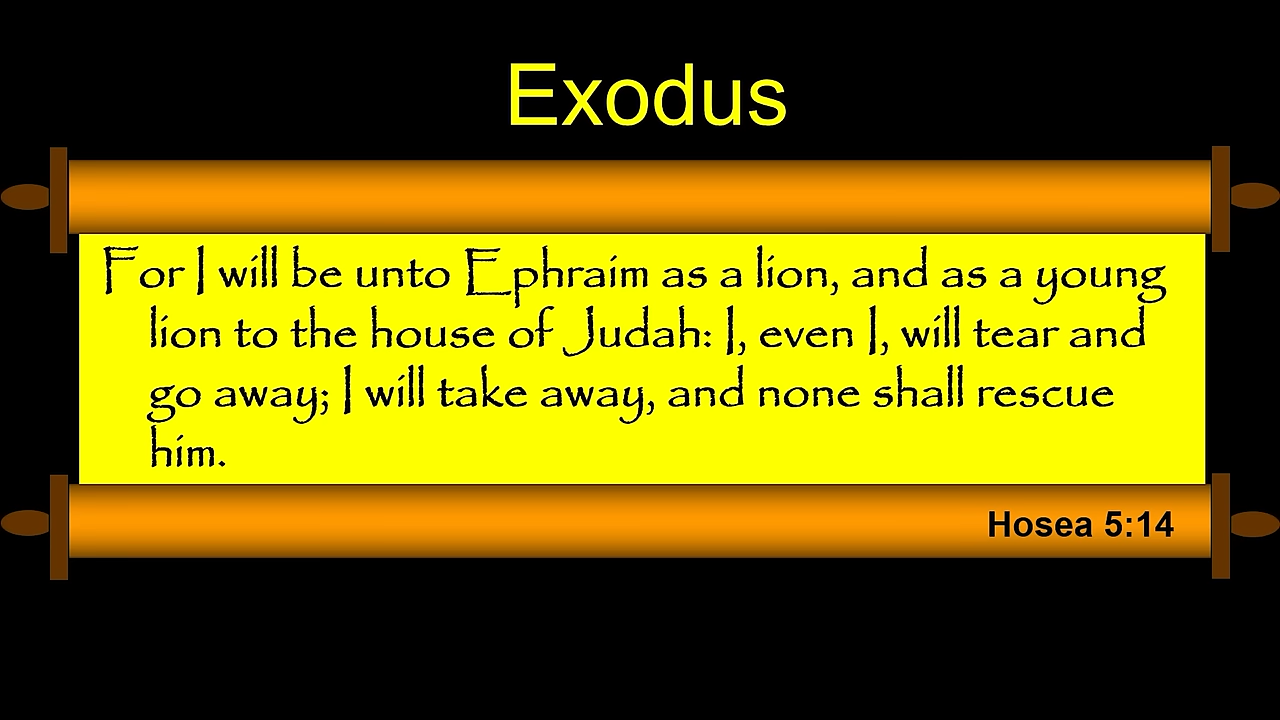 Exodus
For I will be unto Ephraim as a lion, and as a young
lion to the house of Judah: I, even I, will tear and
go away; I will take away, and none shall rescue
him.
Hosea 5:14